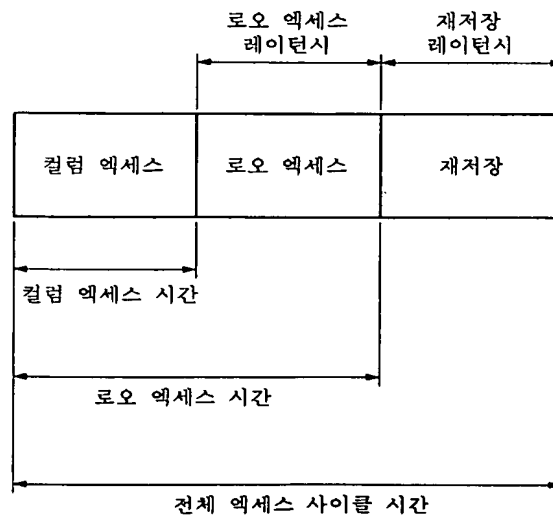 로오 엑세스
레이턴시
재저장
레이턴시
컬럼 엑세스
로오 엑세스
재저장
컬럼 엑세스 시간
로오 엑세스 시간
전체 엑세스 사이클 시간